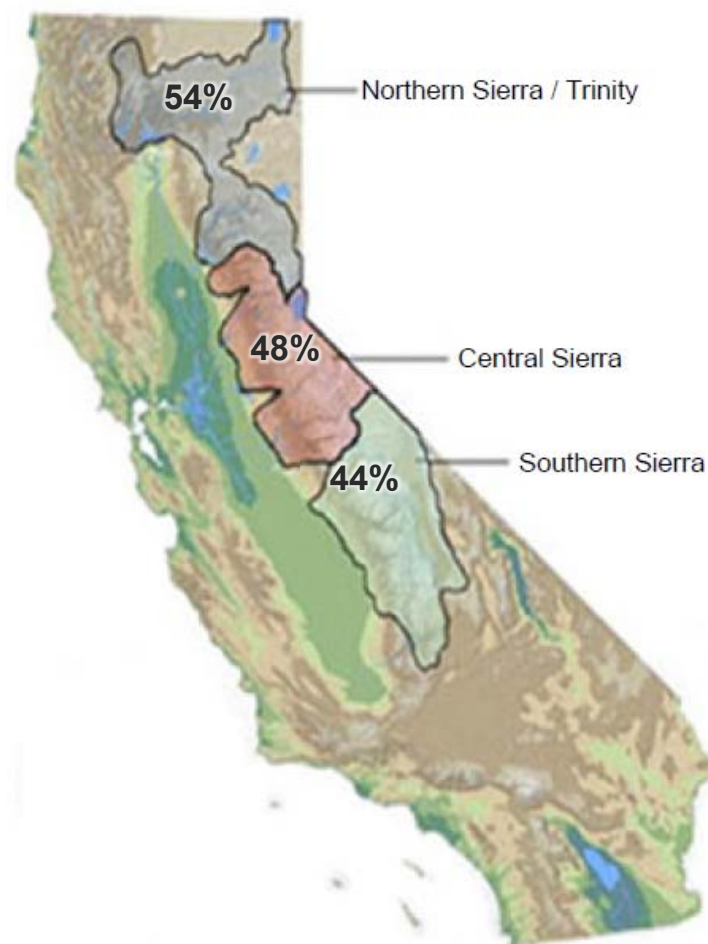 54%
Northern Sierra / Trinity
48%
Central Sierra
44%
Southern Sierra